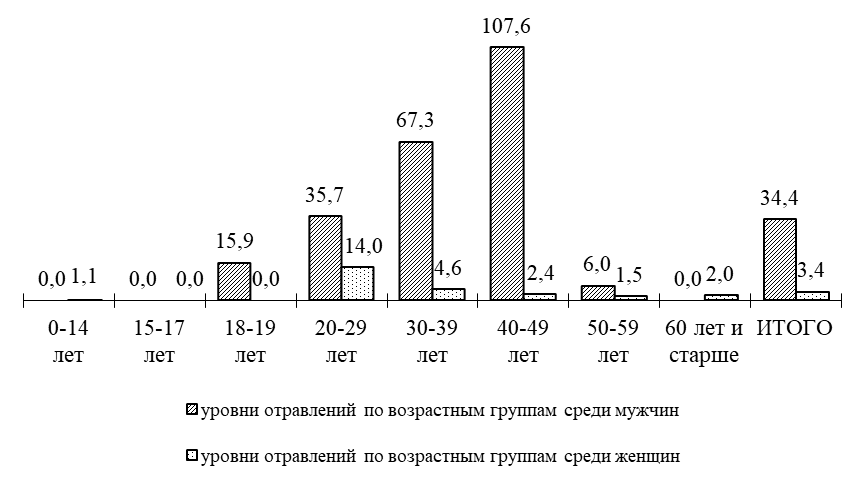 107,6
67,3
35,7
34,4
15,9
14,0
0,0 1,1 0,0 0,0 0,0 4,6 2,4 6,0 1,5 0,0 2,0 3,4
0-14 15-17 18-19 20-29 30-39 40-49 50-59 60 лет и ИТОГО
лет лет лет лет лет лет лет старше
уровни отравлений по возрастным группам среди мужчин
уровни отравлений по возрастным группам среди женщин